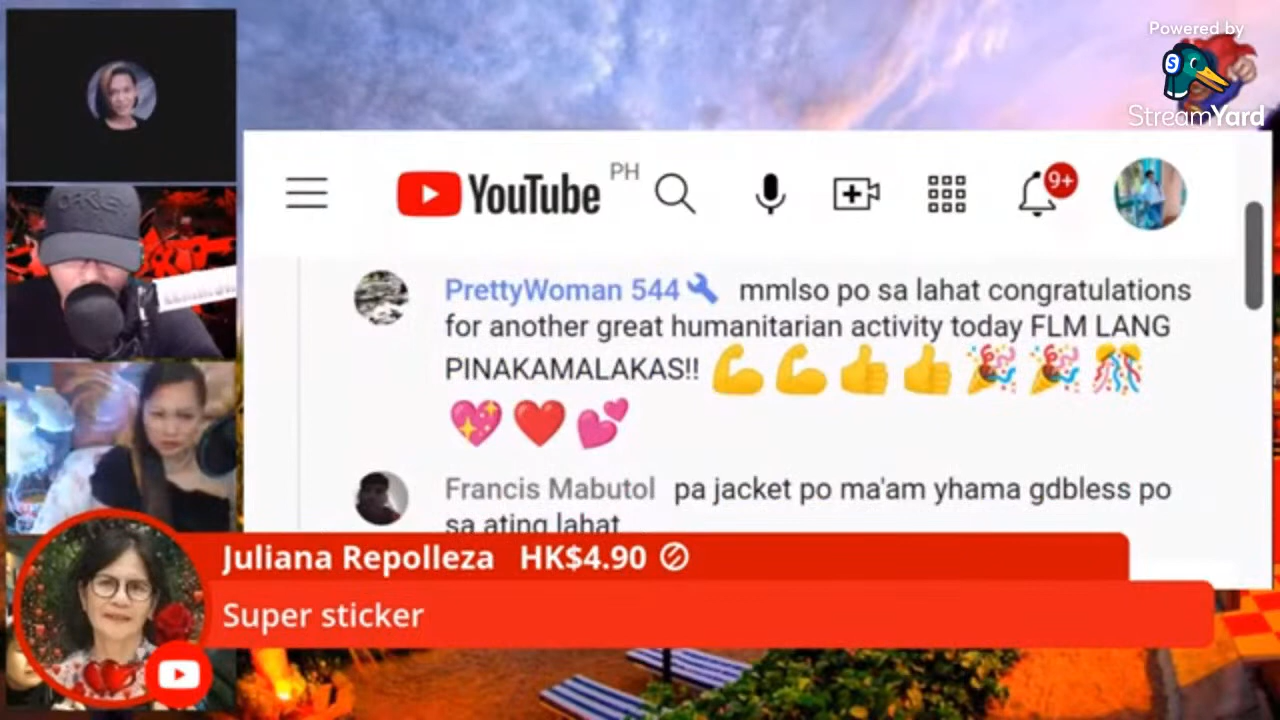 Powered by
StreamYard
OAKLEY
YouTube PH
9+
PrettyWoman 544 mmlso po sa lahat congratulations
for another great humanitarian activity today FLM LANG
PINAKAMALAKAS!! 💪💪👍👍🎉🎉🎊
💖❤️💕
Francis Mabutol pa jacket po ma'am yhama gdbless po
sa ating lahat
Juliana Repolleza HK$4.90
Super sticker